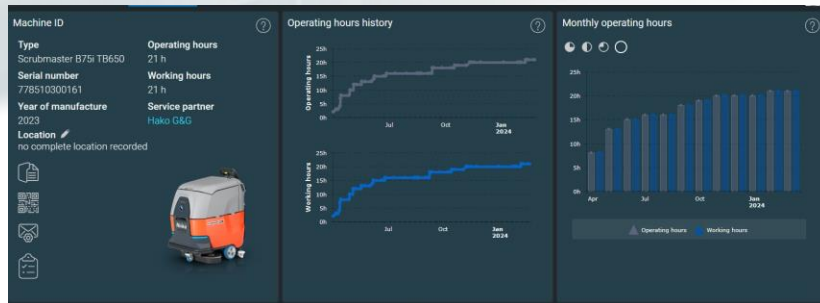 Machine ID
Type
Scrubmaster B75i TB650
Operating hours
21 h
Serial number
778510300161
Working hours
21 h
Year of manufacture
2023
Service partner
Hako G&G
Location
no complete location recorded
Operating hours history
Operating hours
25h
20h
15h
10h
5h
0h
Jul
Oct
Jan
2024
Working hours
25h
20h
15h
10h
5h
0h
Jul
Oct
Jan
2024
Monthly operating hours
25h
20h
15h
10h
5h
0h
Apr
Jul
Oct
Jan
2024
Operating hours
Working hours